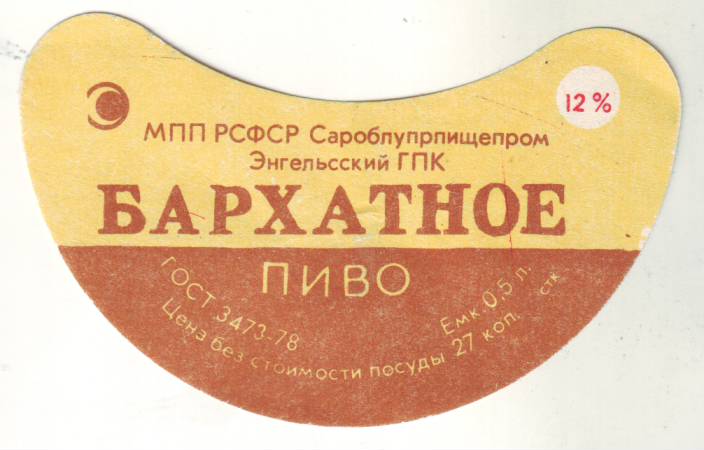 12 %
МПП РСФСР Сароблупрпищепром
Энгельсский ГПК
БАРХАТНОЕ
ПИВО
ГОСТ 3473-78
Емк. 0,5 л.
Цена без стоимости посуды 27 коп. стк